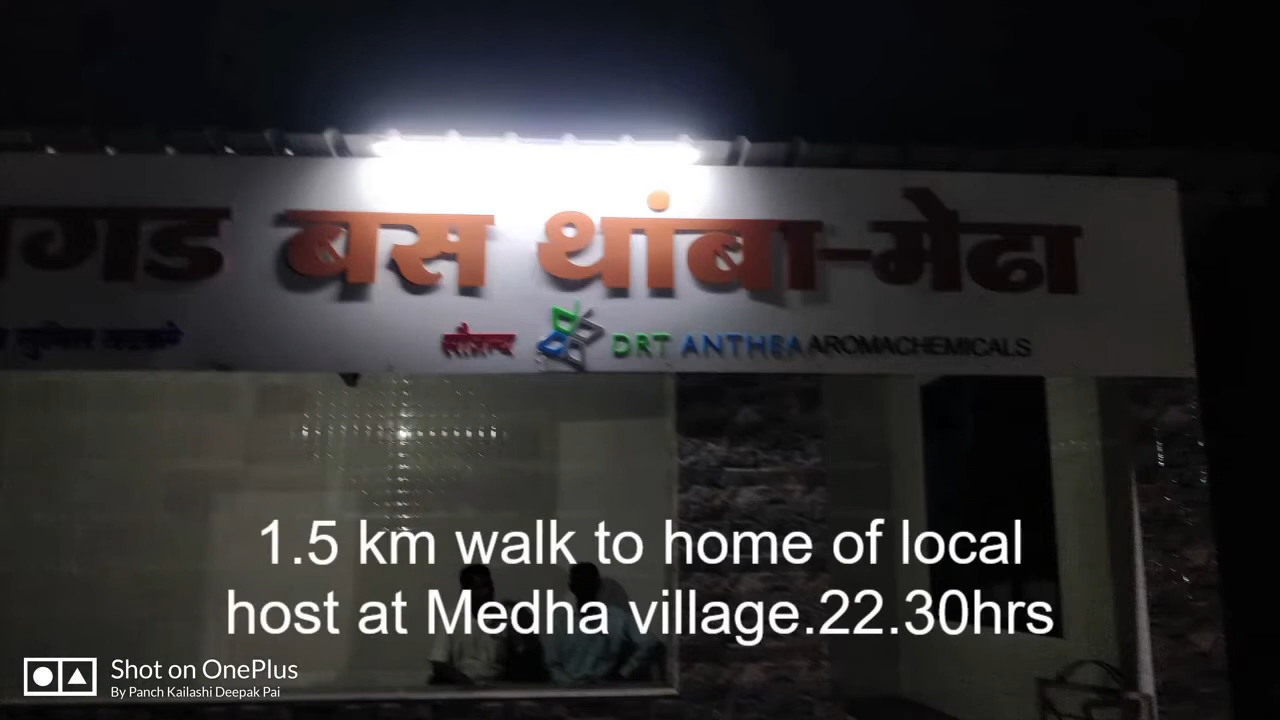 बस थांबा-मेढा
सौजन्य DRT ANTHEA AROMACHEMICALS
1.5 km walk to home of local
host at Medha village.22.30hrs
Shot on OnePlus
By Panch Kailashi Deepak Pai